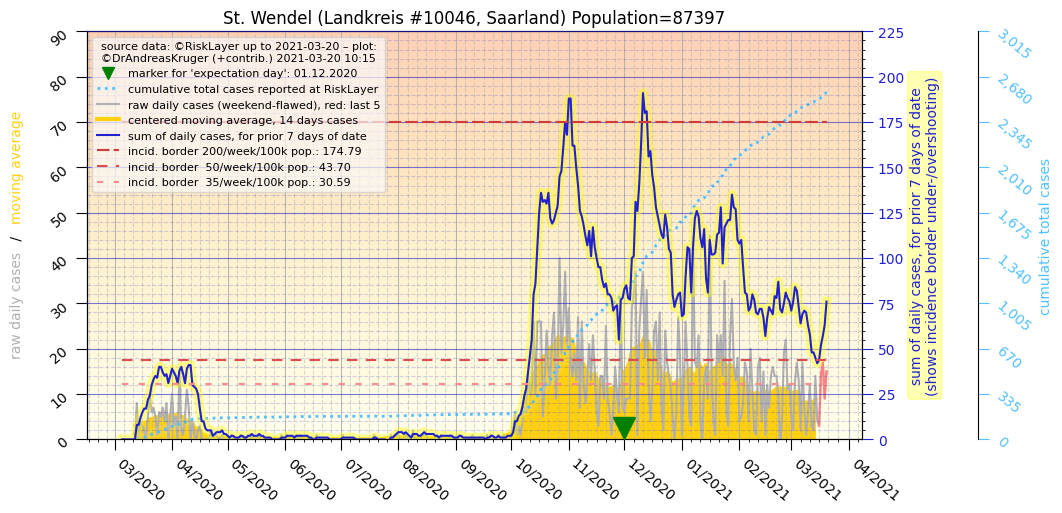 St. Wendel (Landkreis #10046, Saarland) Population=87397
source data: ©RiskLayer up to 2021-03-20 – plot:
©DrAndreasKruger (+contrib.) 2021-03-20 10:15
marker for 'expectation day': 01.12.2020
cumulative total cases reported at RiskLayer
raw daily cases (weekend-flawed), red: last 5
centered moving average, 14 days cases
sum of daily cases, for prior 7 days of date
incid. border 200/week/100k pop.: 174.79
incid. border  50/week/100k pop.: 43.70
incid. border  35/week/100k pop.: 30.59
raw daily cases / moving average
90
80
70
60
50
40
30
20
10
0
225
200
175
150
125
100
75
50
25
0
sum of daily cases, for prior 7 days of date
(shows incidence border under-/overshooting)
3,015
2,680
2,345
2,010
1,675
1,340
1,005
670
335
0
cumulative total cases
03/2020
04/2020
05/2020
06/2020
07/2020
08/2020
09/2020
10/2020
11/2020
12/2020
01/2021
02/2021
03/2021
04/2021